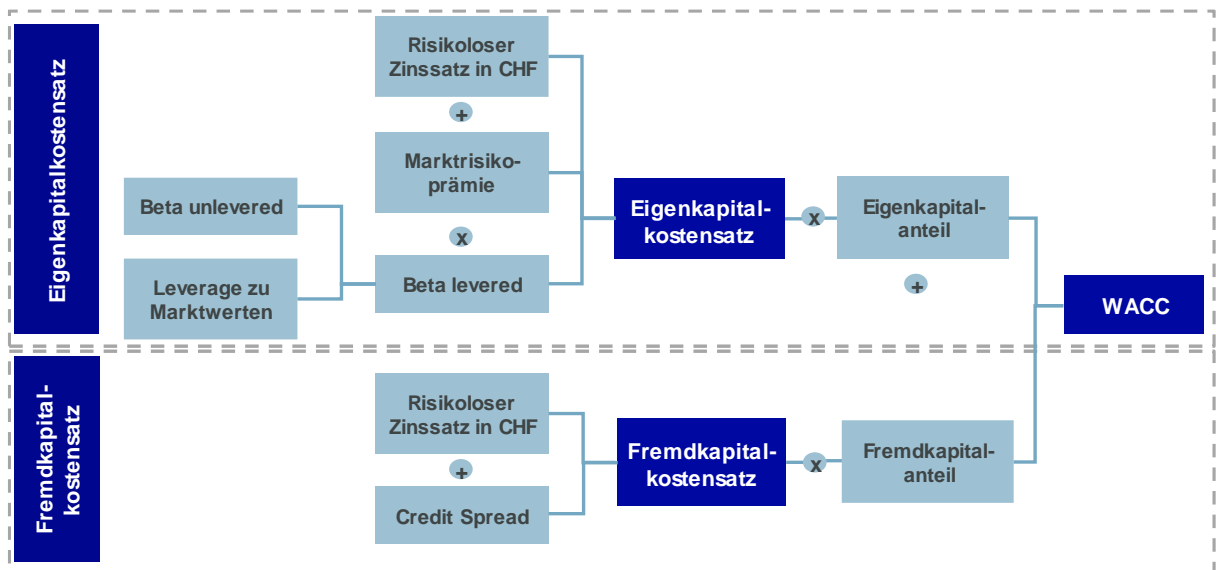 Eigenkapitalkostensatz
Risikoloser
Zinssatz in CHF
+
Marktrisiko-
prämie
x
Beta unlevered
Leverage zu
Marktwerten
Beta levered
Eigenkapital-
kostensatz
x
Eigenkapital-
anteil
+
WACC
Fremdkapital-
kostensatz
Risikoloser
Zinssatz in CHF
+
Credit Spread
Fremdkapital-
kostensatz
x
Fremdkapital-
anteil